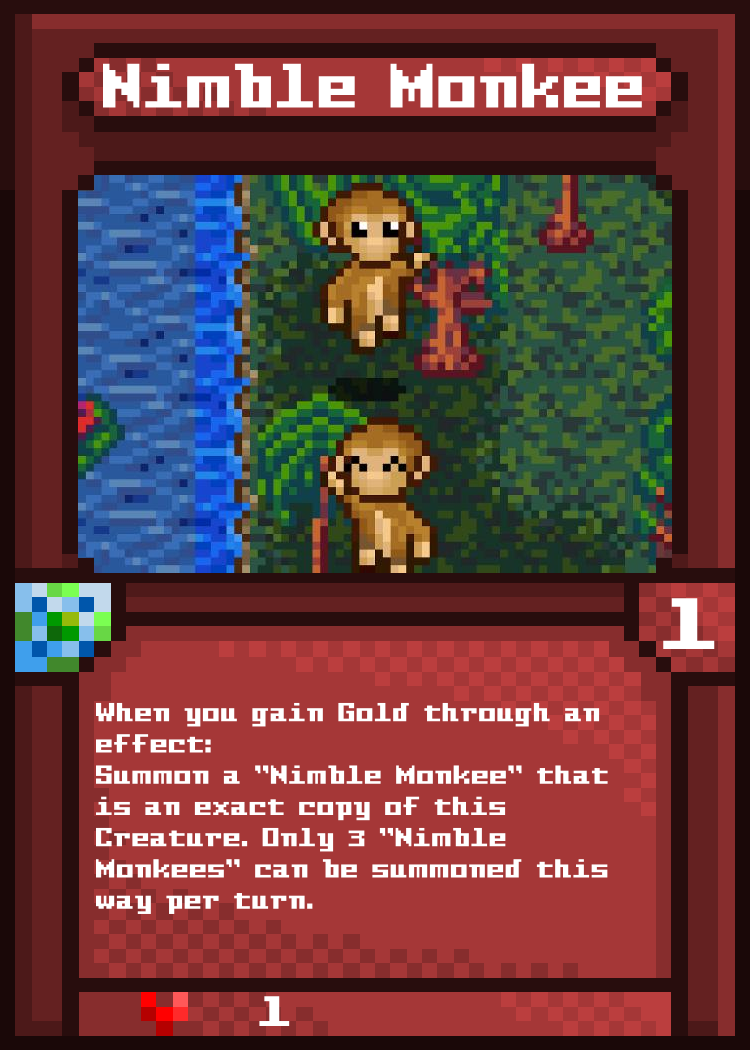 Nimble Monkee
1
When you gain Gold through an
effect:
Summon a "Nimble Monkee" that
is an exact copy of this
Creature. Only 3 "Nimble
Monkees" can be summoned this
way per turn.
1